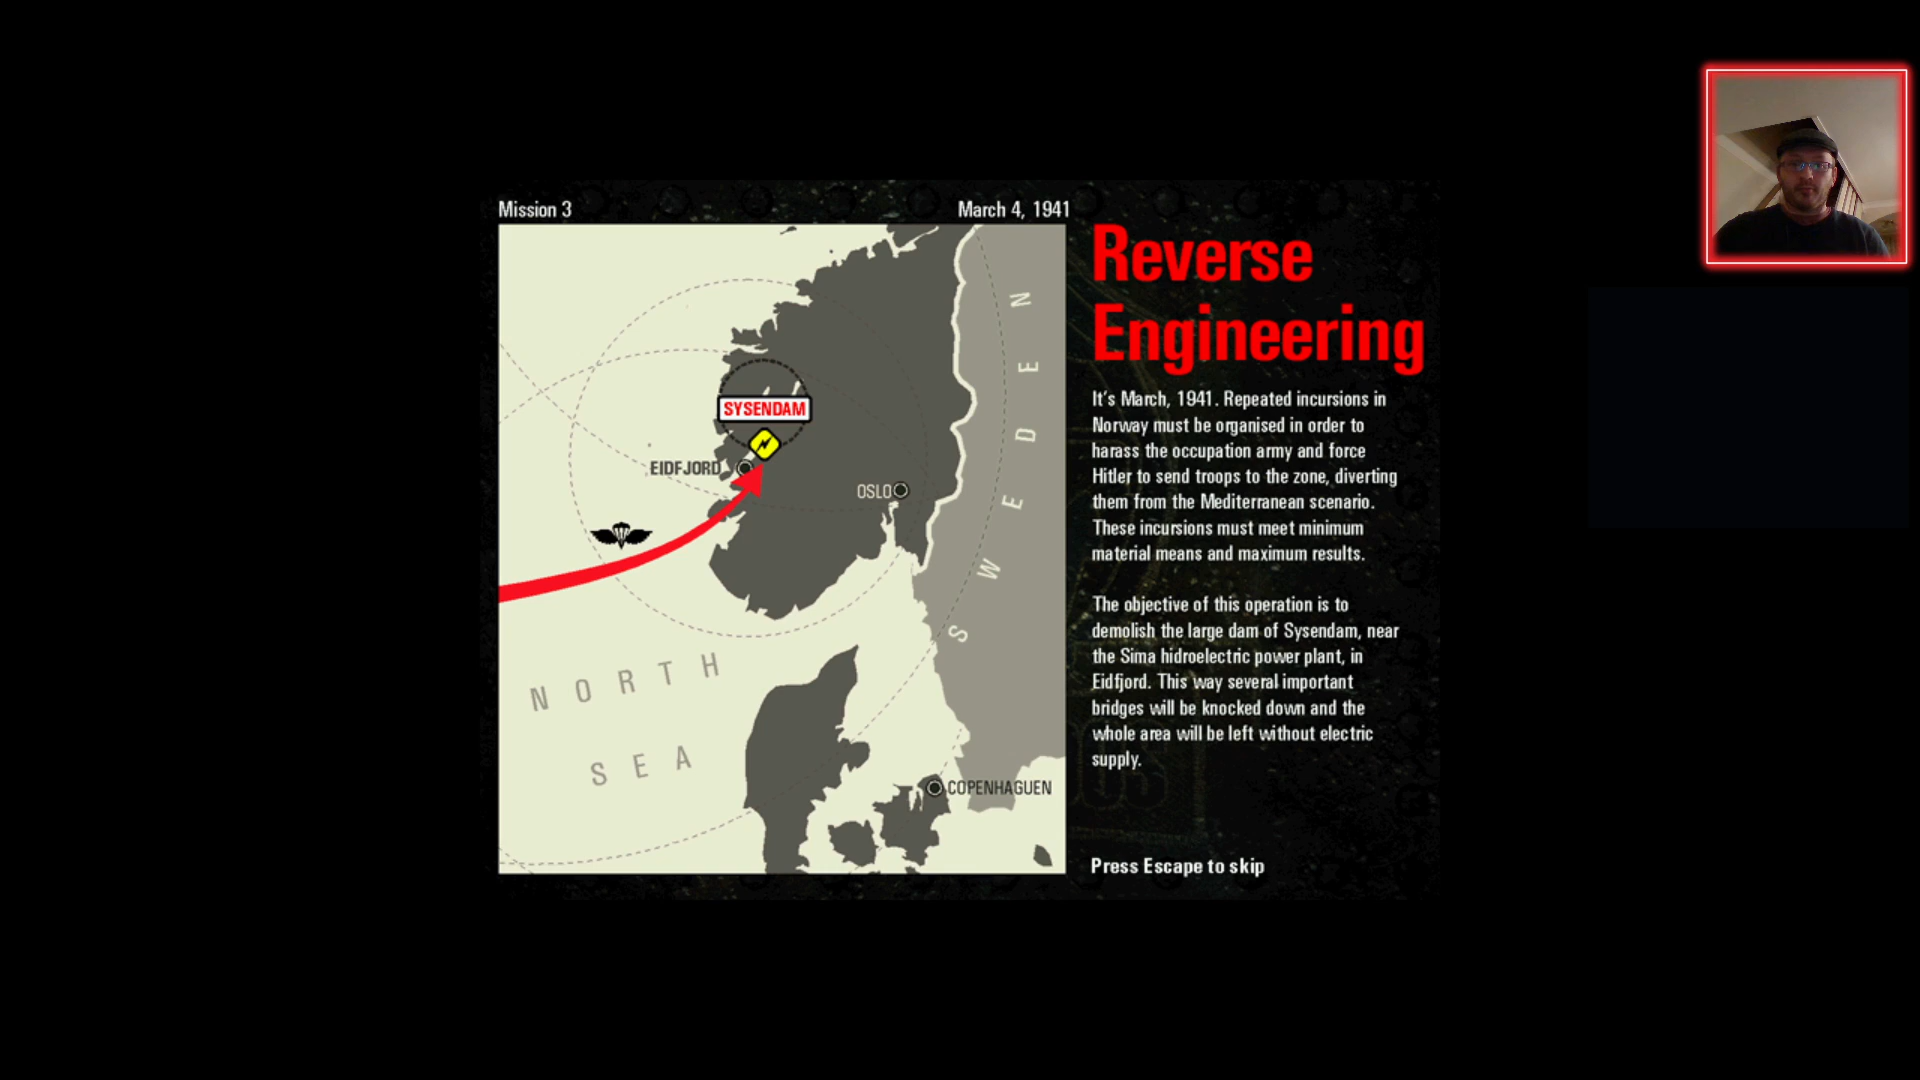 Mission 3
March 4, 1941
Reverse
Engineering
SYSENDAM
EIDFJORD
OSLO
SWEDEN
NORTH
SEA
COPENHAGUEN
It's March, 1941. Repeated incursions in
Norway must be organised in order to
harass the occupation army and force
Hitler to send troops to the zone, diverting
them from the Mediterranean scenario.
These incursions must meet minimum
material means and maximum results.
The objective of this operation is to
demolish the large dam of Sysendam, near
the Sima hidroelectric power plant, in
Eidfjord. This way several important
bridges will be knocked down and the
whole area will be left without electric
supply.
Press Escape to skip